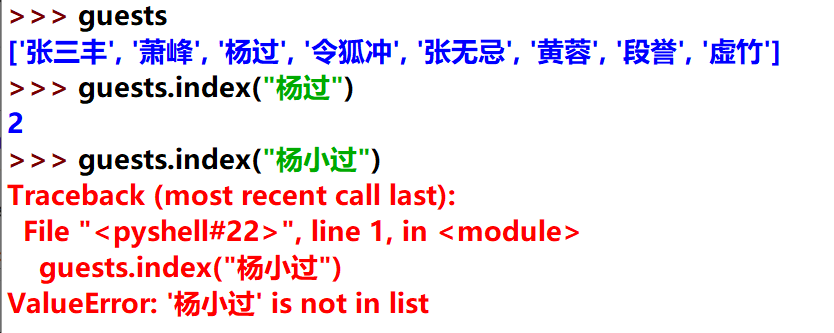 >>> guests
['张三丰', '萧峰', '杨过', '令狐冲', '张无忌', '黄蓉', '段誉', '虚竹']
>>> guests.index("杨过")
2
>>> guests.index("杨小过")
Traceback (most recent call last):
  File "<pyshell#22>", line 1, in <module>
    guests.index("杨小过")
ValueError: '杨小过' is not in list